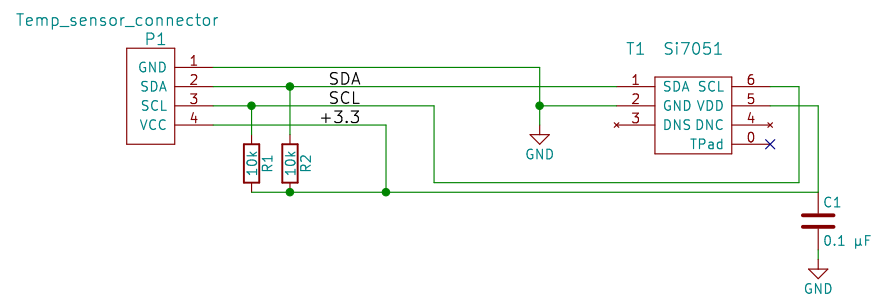 Temp_sensor_connector
P1
GND 1
SDA 2
SCL 3
VCC 4
SDA
SCL
+3.3
10k R1
10k R2
GND
T1 Si7051
1 SDA SCL 6
2 GND VDD 5
3 DNS DNC 4
TPad 0
C1
0.1 µF
GND